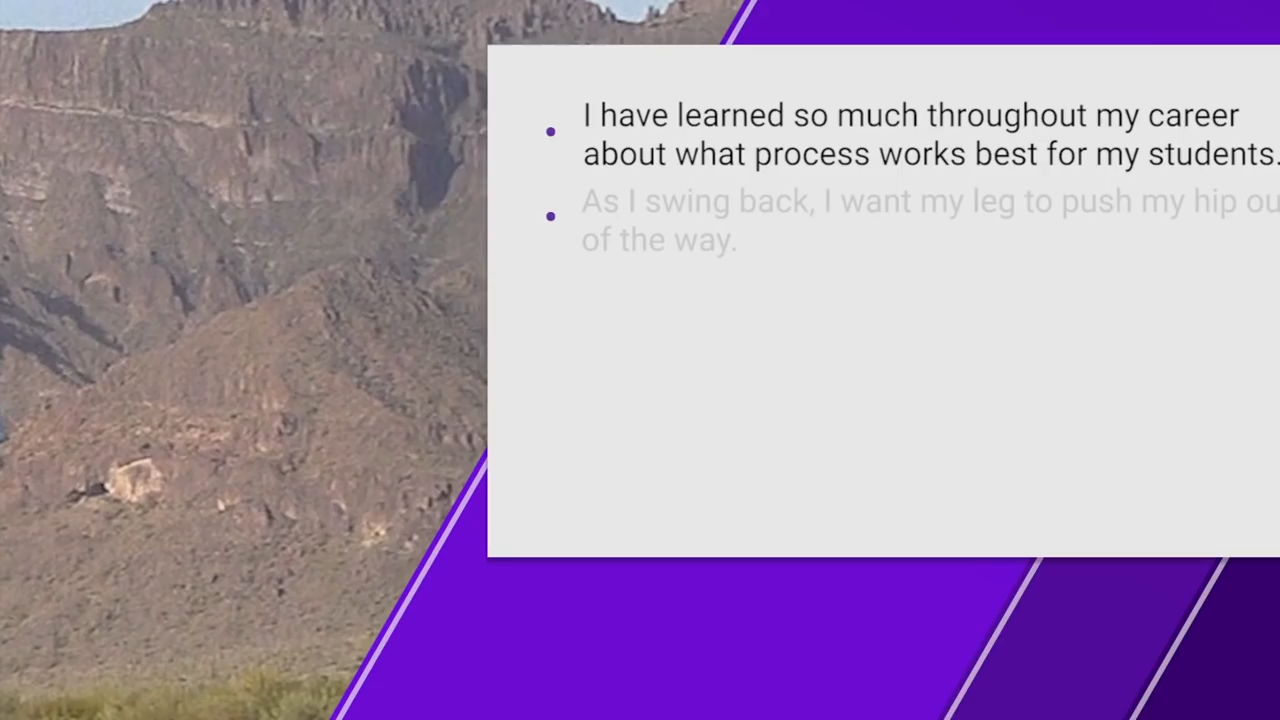 I have learned so much throughout my career
about what process works best for my students.
As I swing back, I want my leg to push my hip ou
of the way.